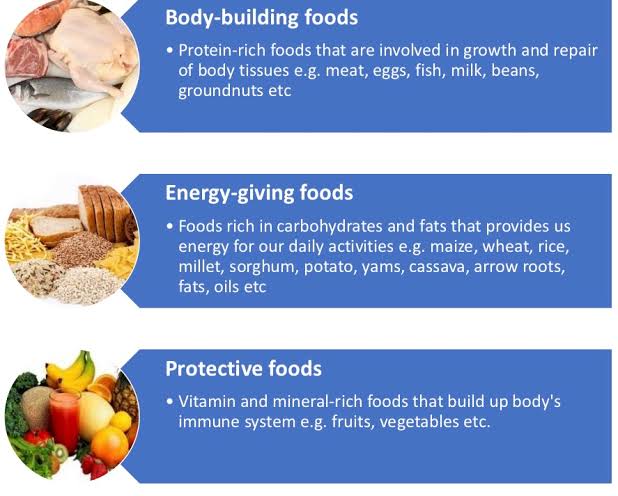 Body-building foods
• Protein-rich foods that are involved in growth and repair
of body tissues e.g. meat, eggs, fish, milk, beans,
groundnuts etc
Energy-giving foods
• Foods rich in carbohydrates and fats that provides us
energy for our daily activities e.g. maize, wheat, rice,
millet, sorghum, potato, yams, cassava, arrow roots,
fats, oils etc
Protective foods
• Vitamin and mineral-rich foods that build up body's
immune system e.g. fruits, vegetables etc.